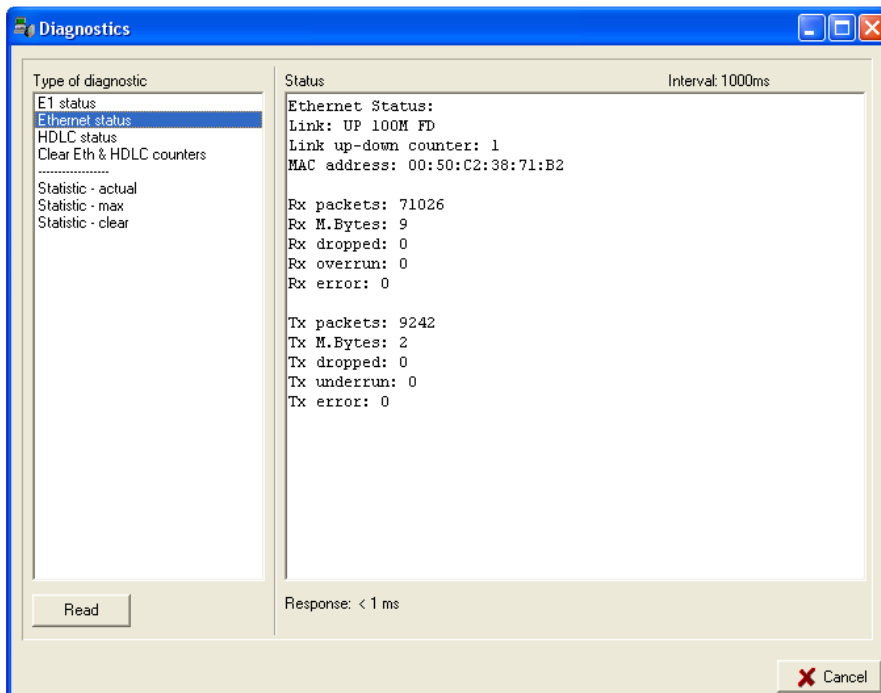 Diagnostics
Type of diagnostic
E1 status
Ethernet status
HDLC status
Clear Eth & HDLC counters
------------------
Statistic - actual
Statistic - max
Statistic - clear
Read
Status
Interval: 1000ms
Ethernet Status:
Link: UP 100M FD
Link up-down counter: 1
MAC address: 00:50:C2:38:71:B2
Rx packets: 71026
Rx M.Bytes: 9
Rx dropped: 0
Rx overrun: 0
Rx error: 0
Tx packets: 9242
Tx M.Bytes: 2
Tx dropped: 0
Tx underrun: 0
Tx error: 0
Response: < 1 ms
Cancel